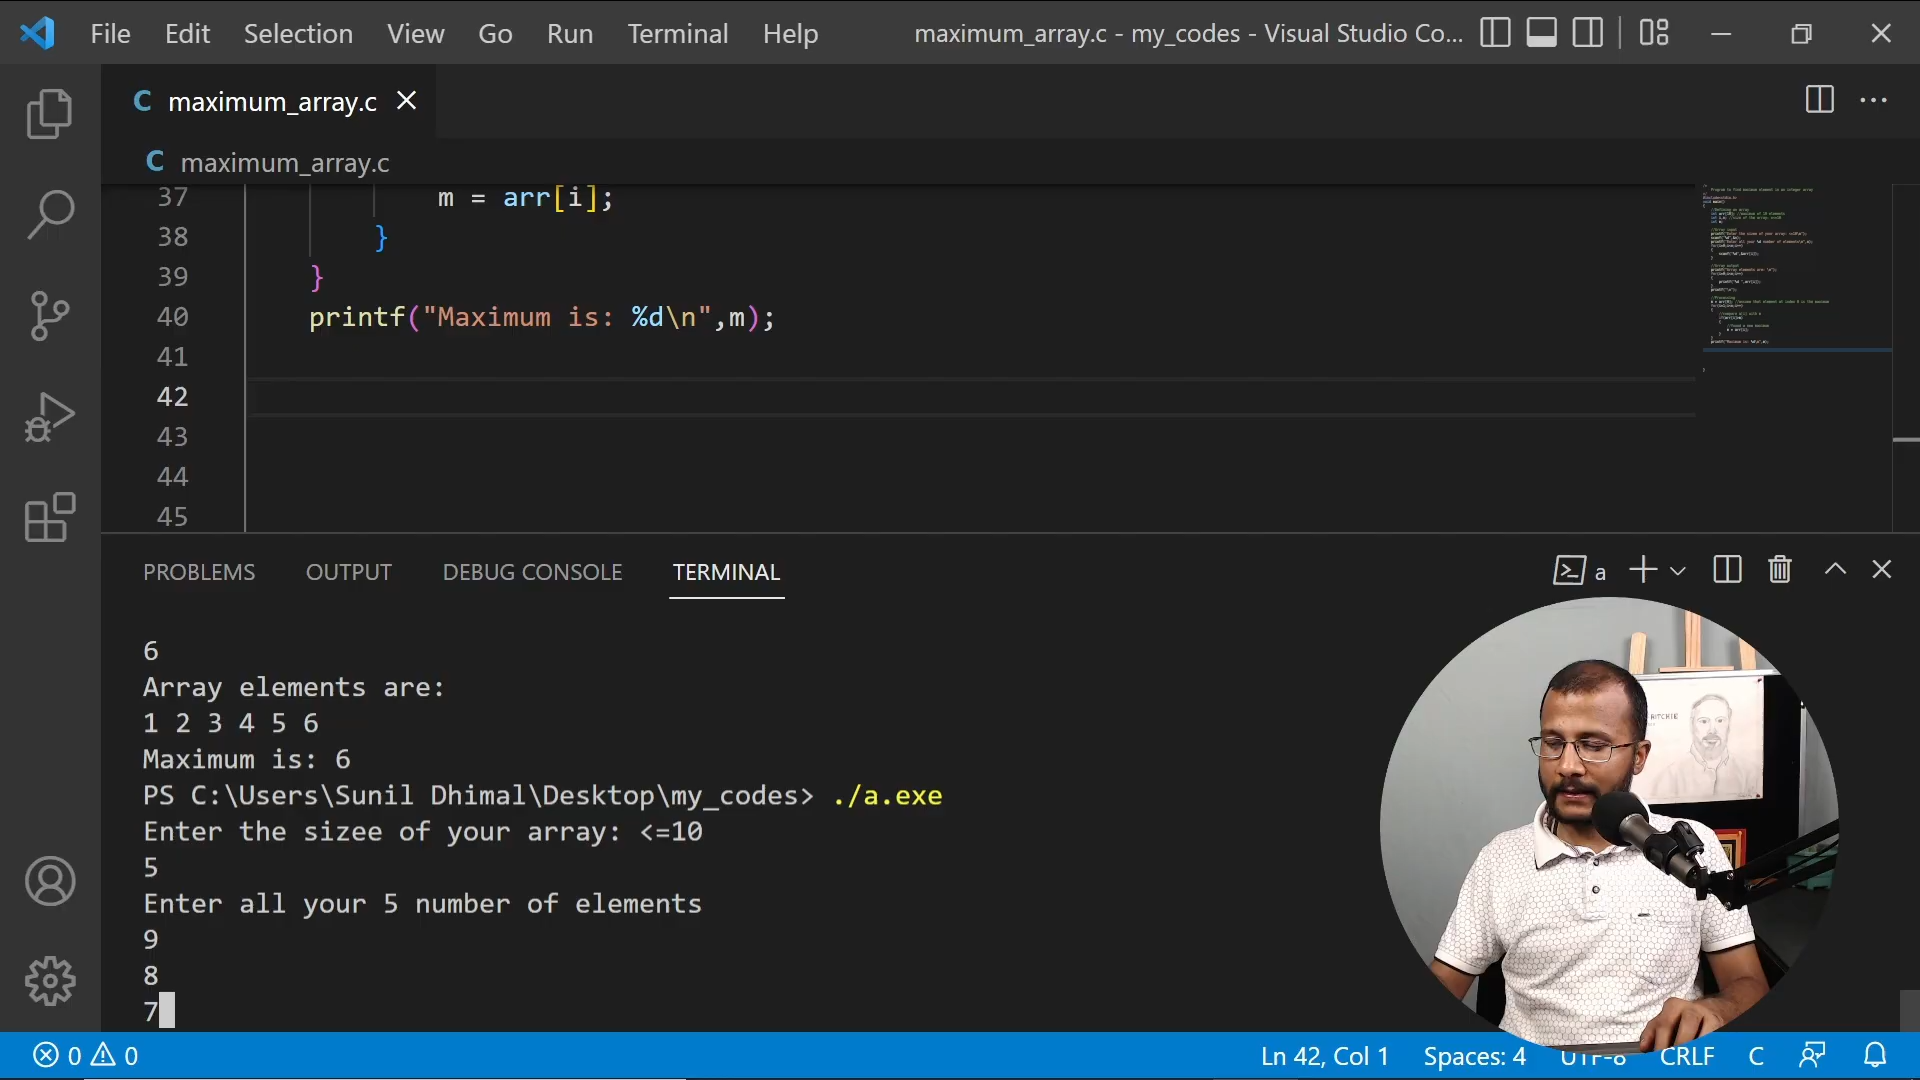 File Edit Selection View Go Run Terminal Help maximum_array.c - my_codes - Visual Studio Co...
C maximum_array.c
C maximum_array.c
37 m = arr[i];
38 }
39 }
40 printf("Maximum is: %d\n",m);
41
42
43
44
45
PROBLEMS OUTPUT DEBUG CONSOLE TERMINAL a
6
Array elements are:
1 2 3 4 5 6
Maximum is: 6
PS C:\Users\Sunil Dhimal\Desktop\my_codes> ./a.exe
Enter the sizee of your array: <=10
5
Enter all your 5 number of elements
9
8
7
RITCHIE
0 0 Ln 42, Col 1 Spaces: 4 UTF-8 CRLF C